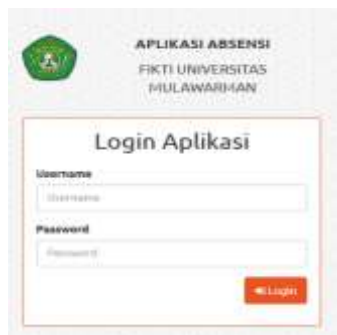 APLIKASI ABSENSI
FIKTI UNIVERSITAS
MULAWARMAN
Login Aplikasi
Username
Username
Password
Password
Login